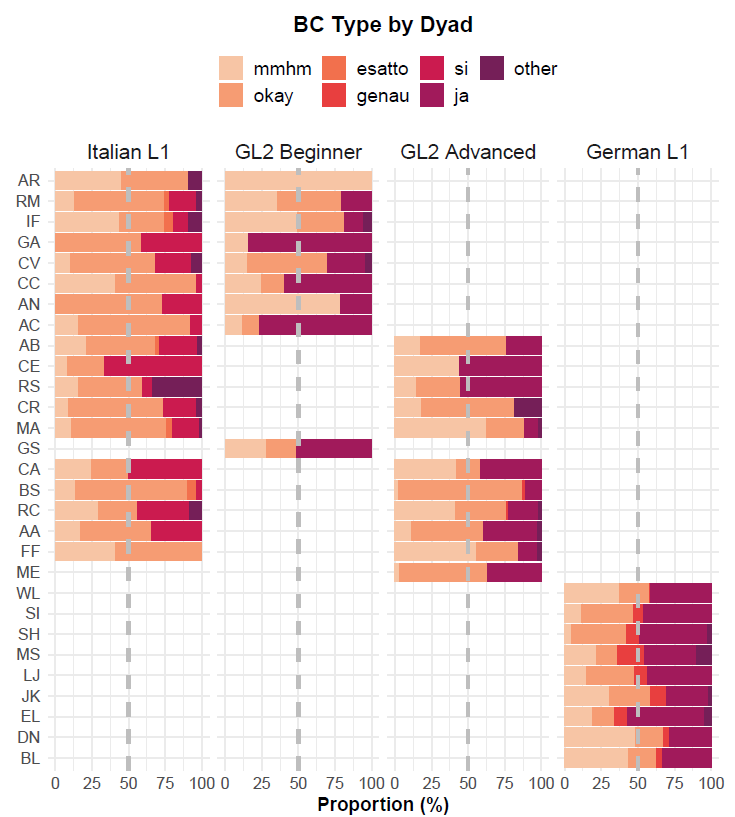 BC Type by Dyad
mmhm esatto si other
okay genau ja
Italian L1 GL2 Beginner GL2 Advanced German L1
AR
RM
IF
GA
CV
CC
AN
AC
AB
CE
RS
CR
MA
GS
CA
BS
RC
AA
FF
ME
WL
SI
SH
MS
LJ
JK
EL
DN
BL
0 25 50 75 100 0 25 50 75 100 0 25 50 75 100 0 25 50 75 100
Proportion (%)